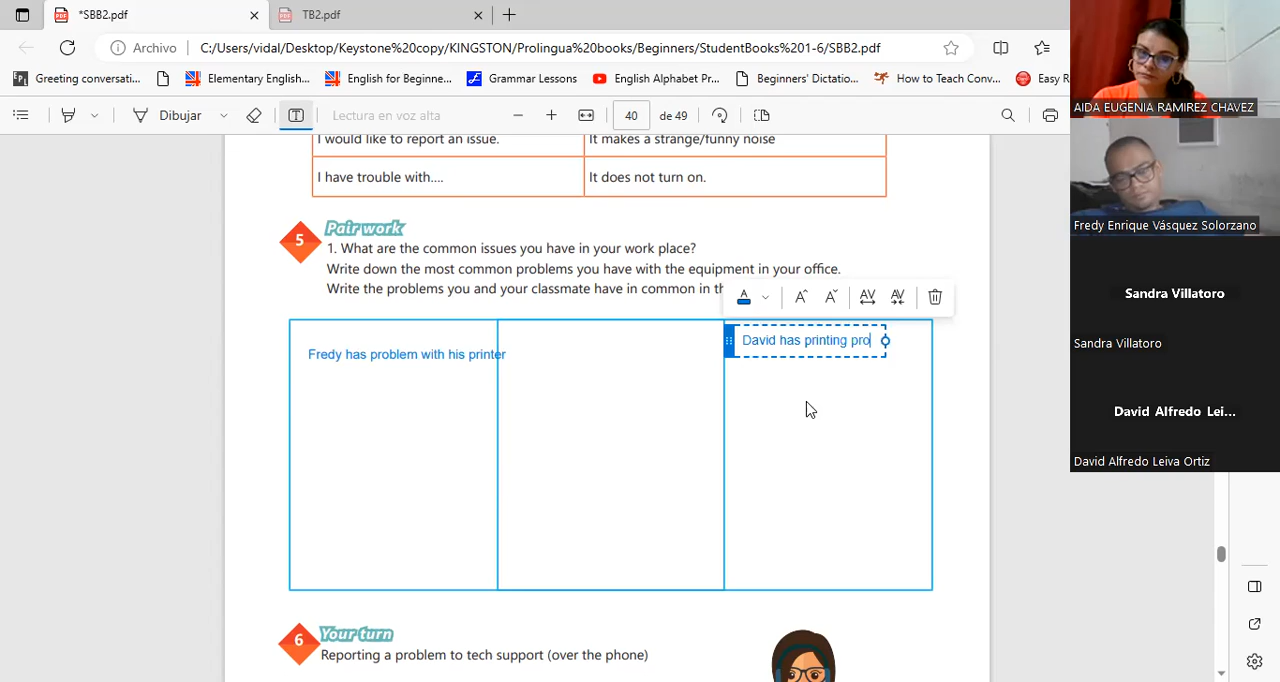 *SBB2.pdf
TB2.pdf
Archivo
C:/Users/vidal/Desktop/Keystone%20copy/KINGSTON/Prolingua%20books/Beginners/StudentBooks%201-6/SBB2.pdf
Greeting conversati...
Elementary English...
English for Beginne...
Grammar Lessons
English Alphabet Pr...
Beginners' Dictatio...
How to Teach Conv...
Easy R
Dibujar
Lectura en voz alta
40
de 49
I would like to report an issue.
It makes a strange/funny noise
I have trouble with....
It does not turn on.
5
Pair work
1. What are the common issues you have in your work place?
Write down the most common problems you have with the equipment in your office.
Write the problems you and your classmate have in common in th
Fredy has problem with his printer
David has printing pro
6
Your turn
Reporting a problem to tech support (over the phone)
AIDA EUGENIA RAMIREZ CHAVEZ
Fredy Enrique Vásquez Solorzano
Sandra Villatoro
Sandra Villatoro
David Alfredo Lei...
David Alfredo Leiva Ortiz